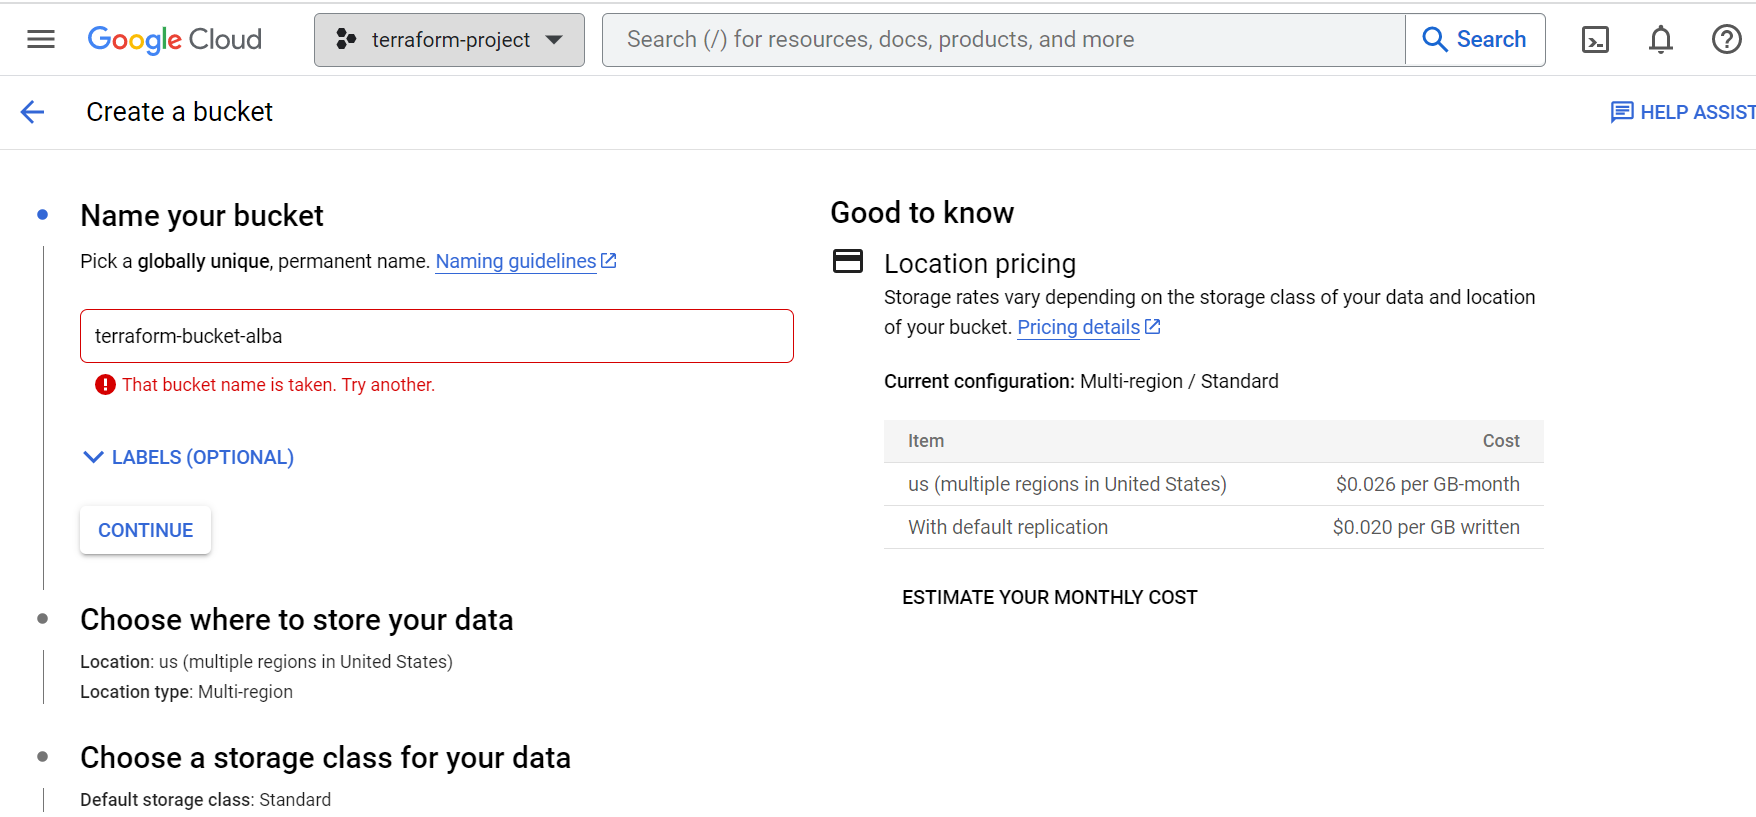 Google Cloud
terraform-project
Search (/) for resources, docs, products, and more
Search
Create a bucket
HELP ASSIST
Name your bucket
Pick a globally unique, permanent name. Naming guidelines
terraform-bucket-alba
That bucket name is taken. Try another.
LABELS (OPTIONAL)
CONTINUE
Choose where to store your data
Location: us (multiple regions in United States)
Location type: Multi-region
Choose a storage class for your data
Default storage class: Standard
Good to know
Location pricing
Storage rates vary depending on the storage class of your data and location
of your bucket. Pricing details
Current configuration: Multi-region / Standard
Item Cost
us (multiple regions in United States) $0.026 per GB-month
With default replication $0.020 per GB written
ESTIMATE YOUR MONTHLY COST